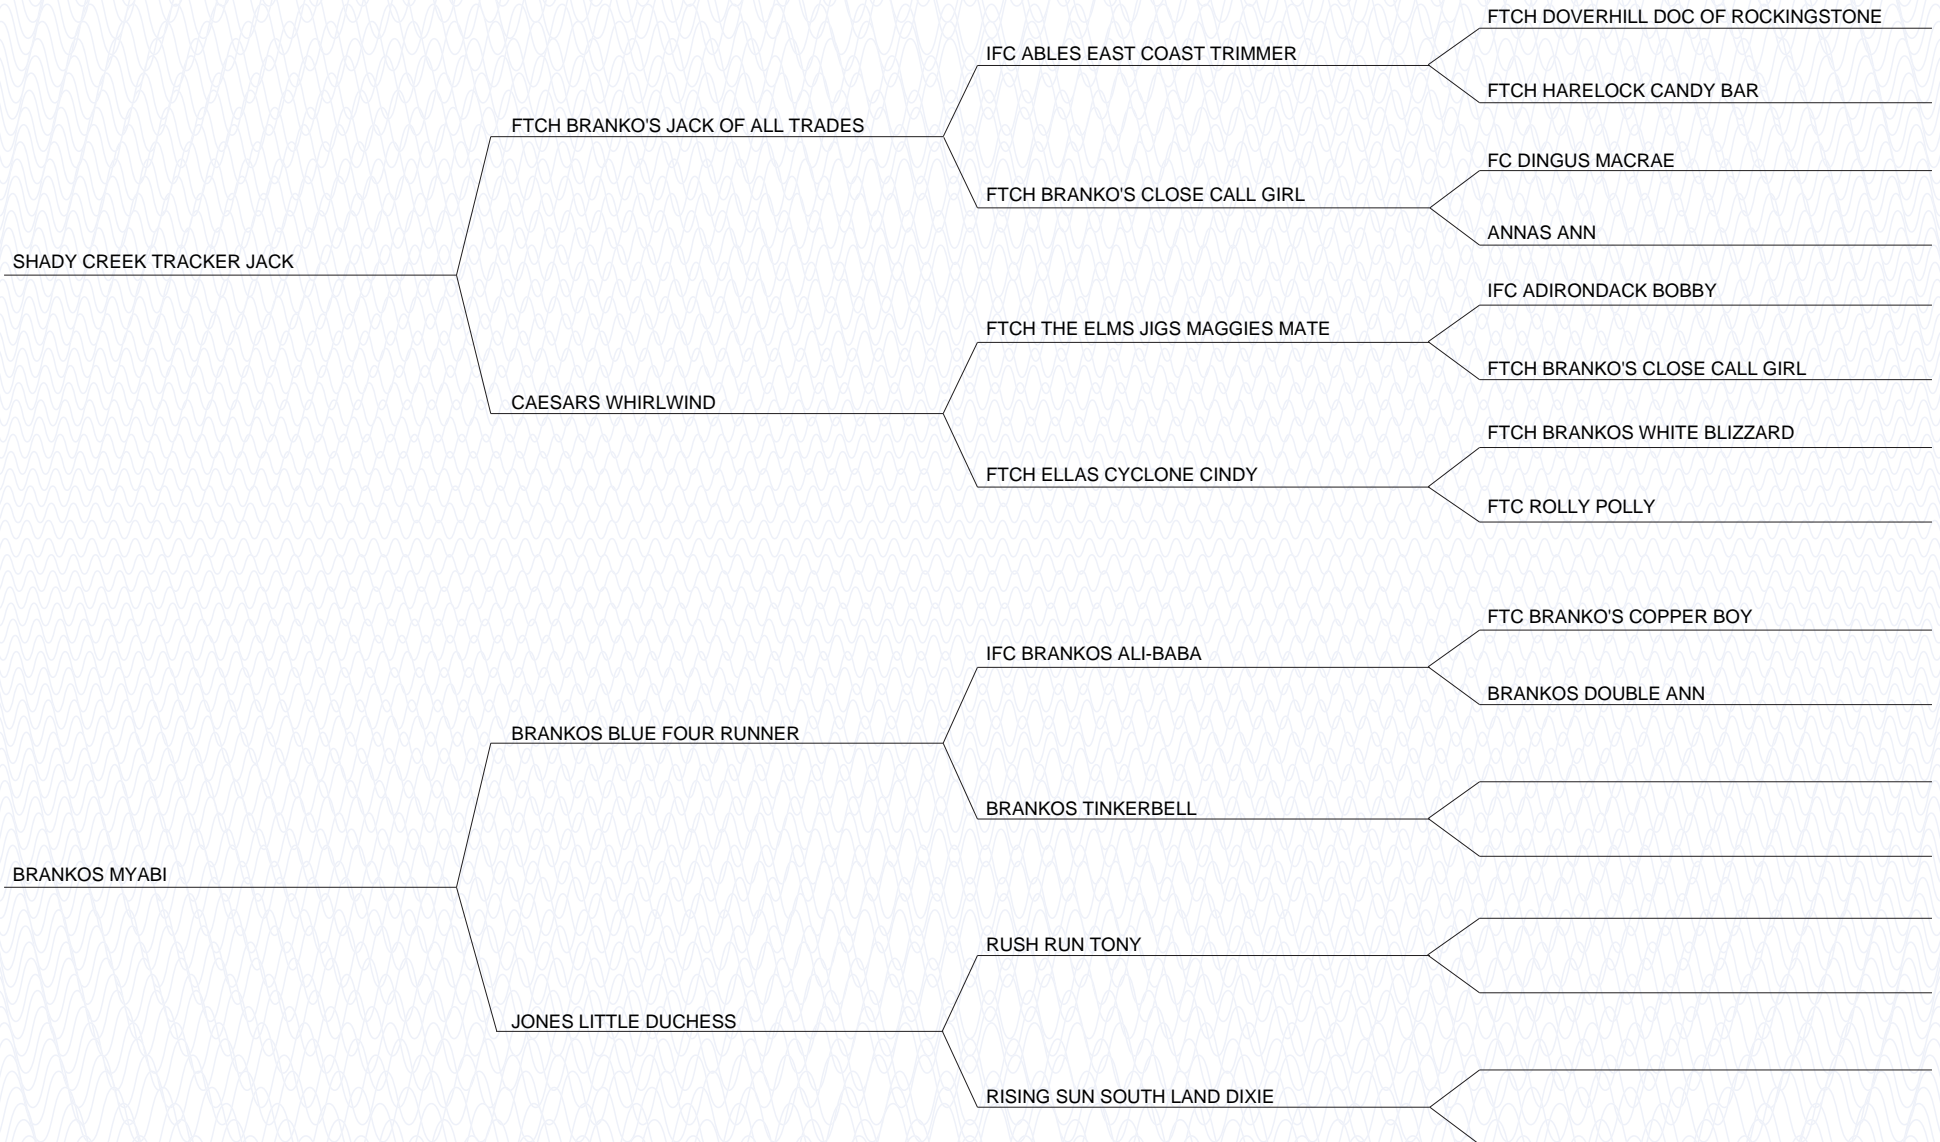 FTCH DOVERHILL DOC OF ROCKINGSTONE
IFC ABLES EAST COAST TRIMMER
FTCH HARELOCK CANDY BAR
FTCH BRANKO'S JACK OF ALL TRADES
FC DINGUS MACRAE
FTCH BRANKO'S CLOSE CALL GIRL
ANNAS ANN
SHADY CREEK TRACKER JACK
IFC ADIRONDACK BOBBY
FTCH THE ELMS JIGS MAGGIES MATE
FTCH BRANKO'S CLOSE CALL GIRL
CAESARS WHIRLWIND
FTCH BRANKOS WHITE BLIZZARD
FTCH ELLAS CYCLONE CINDY
FTC ROLLY POLLY
FTC BRANKO'S COPPER BOY
IFC BRANKOS ALI-BABA
BRANKOS DOUBLE ANN
BRANKOS BLUE FOUR RUNNER
BRANKOS TINKERBELL
BRANKOS MYABI
RUSH RUN TONY
JONES LITTLE DUCHESS
RISING SUN SOUTH LAND DIXIE